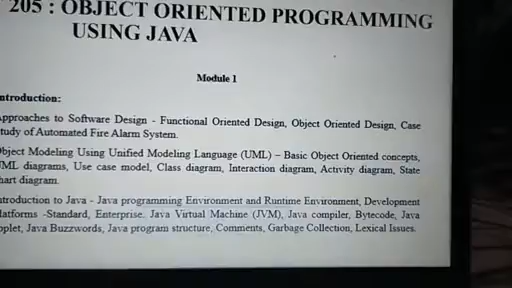 205 : OBJECT ORIENTED PROGRAMMING
USING JAVA
Module 1
ntroduction:
pproaches to Software Design - Functional Oriented Design, Object Oriented Design, Case
tudy of Automated Fire Alarm System.
bject Modeling Using Unified Modeling Language (UML) – Basic Object Oriented concepts,
ML diagrams, Use case model, Class diagram, Interaction diagram, Activity diagram, State
hart diagram.
ntroduction to Java - Java programming Environment and Runtime Environment, Development
latforms -Standard, Enterprise. Java Virtual Machine (JVM), Java compiler, Bytecode, Java
pplet, Java Buzzwords, Java program structure, Comments, Garbage Collection, Lexical Issues.